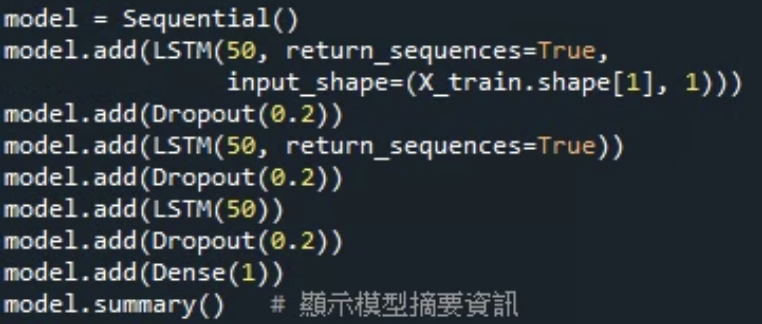 model = Sequential()
model.add(LSTM(50, return_sequences=True,
               input_shape=(X_train.shape[1], 1)))
model.add(Dropout(0.2))
model.add(LSTM(50, return_sequences=True))
model.add(Dropout(0.2))
model.add(LSTM(50))
model.add(Dropout(0.2))
model.add(Dense(1))
model.summary()   # 顯示模型摘要資訊